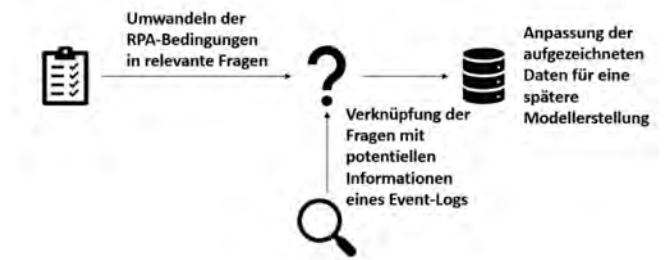 Umwandeln der
RPA-Bedingungen
in relevante Fragen
?
Anpassung der
aufgezeichneten
Daten für eine
spätere
Modellerstellung
Verknüpfung der
Fragen mit
potentiellen
Informationen
eines Event-Logs